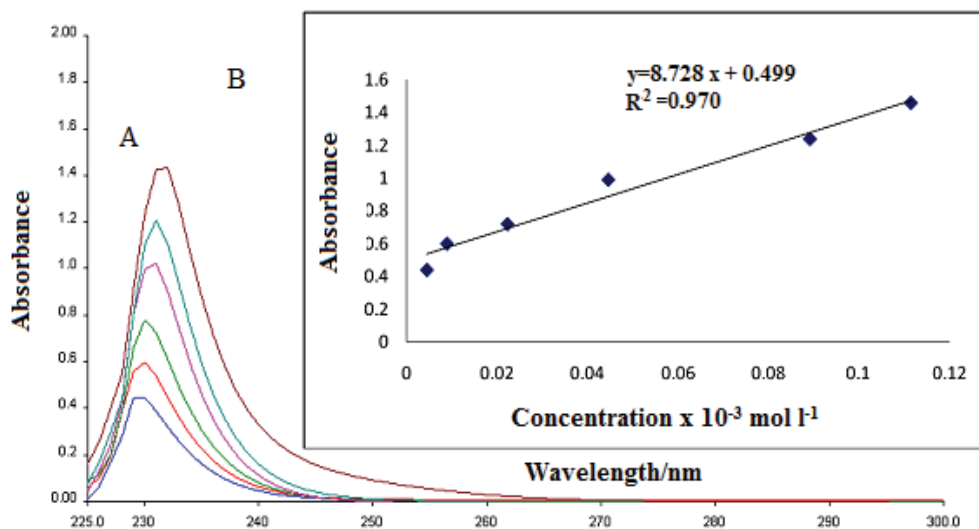 2.00
1.8
B
1.6
A
1.4
1.2
1.0
0.8
0.6
0.4
0.2
0.00
Absorbance
225.0 230 240 250 260 270 280 290 300.0
Wavelength/nm
y=8.728 x + 0.499
R² =0.970
1.6
1.4
1.2
1
0.8
0.6
0.4
0.2
0
Absorbance
0 0.02 0.04 0.06 0.08 0.1 0.12
Concentration x 10⁻³ mol l⁻¹